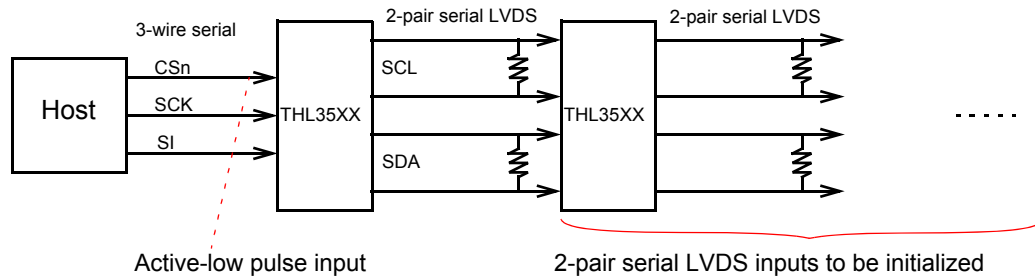 2-pair serial LVDS
2-pair serial LVDS
3-wire serial
CSn
SCL
Host
SCK
THL35XX
THL35XX
SI
SDA
Active-low pulse input
2-pair serial LVDS inputs to be initialized